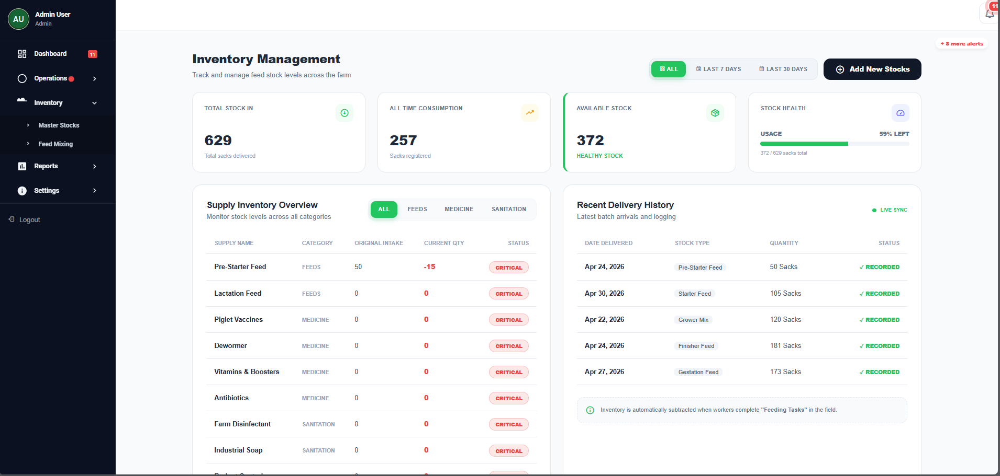 AU
Admin User
Admin
Dashboard 11
Operations
Inventory
Master Stocks
Feed Mixing
Reports
Settings
Logout
11
+ 8 more alerts
Inventory Management
Track and manage feed stock levels across the farm
ALL LAST 7 DAYS LAST 30 DAYS
Add New Stocks
TOTAL STOCK IN
629
Total sacks delivered
ALL TIME CONSUMPTION
257
Sacks registered
AVAILABLE STOCK
372
HEALTHY STOCK
STOCK HEALTH
USAGE 59% LEFT
372 / 629 sacks total
Supply Inventory Overview
Monitor stock levels across all categories
ALL FEEDS MEDICINE SANITATION
SUPPLY NAME CATEGORY ORIGINAL INTAKE CURRENT QTY STATUS
Pre-Starter Feed FEEDS 50 -15 CRITICAL
Lactation Feed FEEDS 0 0 CRITICAL
Piglet Vaccines MEDICINE 0 0 CRITICAL
Dewormer MEDICINE 0 0 CRITICAL
Vitamins & Boosters MEDICINE 0 0 CRITICAL
Antibiotics MEDICINE 0 0 CRITICAL
Farm Disinfectant SANITATION 0 0 CRITICAL
Industrial Soap SANITATION 0 0 CRITICAL
Recent Delivery History
Latest batch arrivals and logging
LIVE SYNC
DATE DELIVERED STOCK TYPE QUANTITY STATUS
Apr 24, 2026 Pre-Starter Feed 50 Sacks ✓ RECORDED
Apr 30, 2026 Starter Feed 105 Sacks ✓ RECORDED
Apr 22, 2026 Grower Mix 120 Sacks ✓ RECORDED
Apr 24, 2026 Finisher Feed 181 Sacks ✓ RECORDED
Apr 27, 2026 Gestation Feed 173 Sacks ✓ RECORDED
Inventory is automatically subtracted when workers complete "Feeding Tasks" in the field.